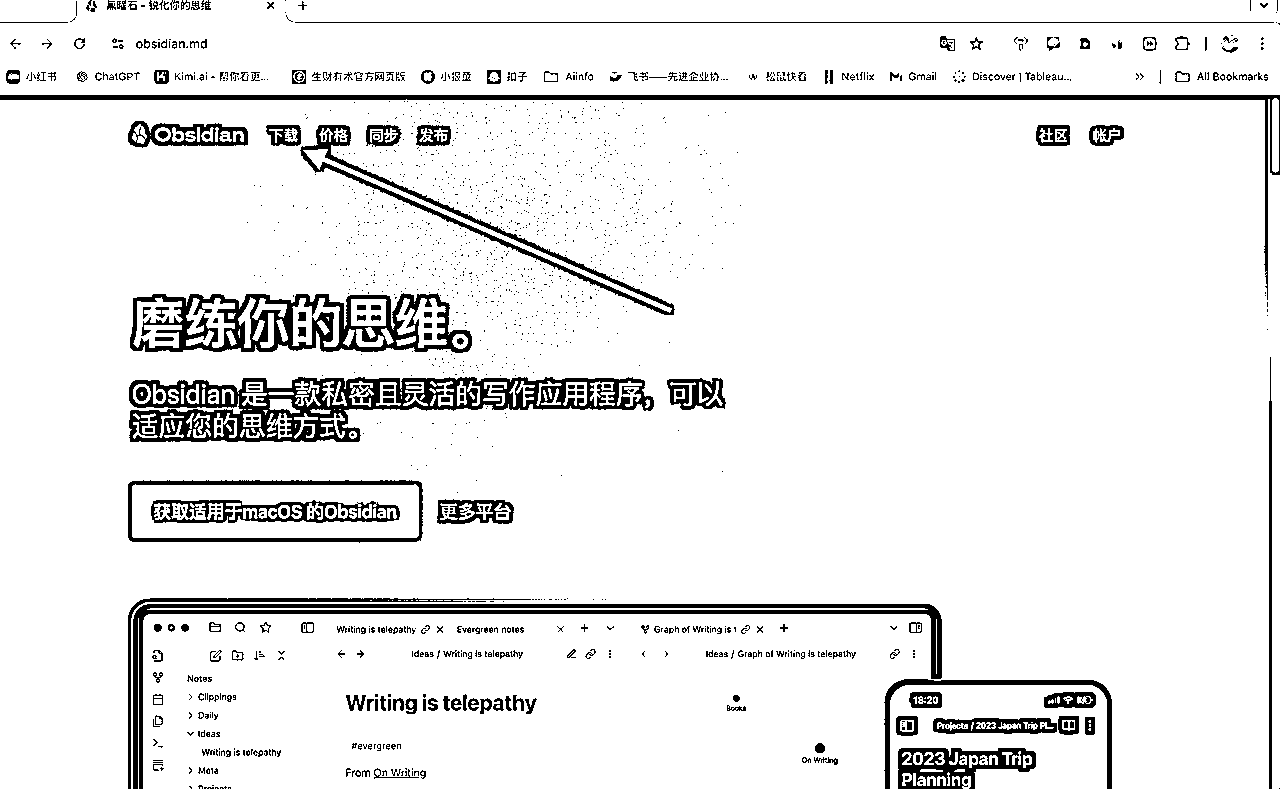 黑曜石 - 锐化你的思维
obsidian.md
小红书 ChatGPT Kimi.ai - 帮你看更... 生财有术官方网页版 小报童 扣子 Aiinfo 飞书——先进企业协... 松鼠快看 Netflix Gmail Discover | Tableau... All Bookmarks
Obsidian 下载 价格 同步 发布 社区 帐户
磨练你的思维。
Obsidian 是一款私密且灵活的写作应用程序，可以
适应您的思维方式。
获取适用于macOS 的Obsidian 更多平台
Writing is telepathy Evergreen notes Graph of Writing is t
Ideas / Writing is telepathy Ideas / Graph of Writing is telepathy
Notes
Clippings
Daily
Ideas
Writing is telepathy
Meta
Projects
Writing is telepathy
#evergreen
From On Writing
Books
On Writing
18:20
Projects / 2023 Japan Trip Pl...
2023 Japan Trip
Planning